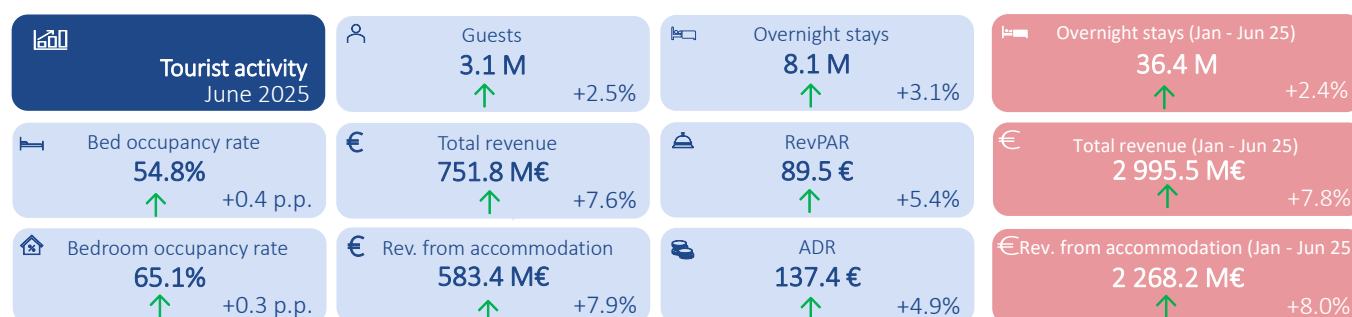 Tourist activity
June 2025
Guests
3.1 M
+2.5%
Overnight stays
8.1 M
+3.1%
Overnight stays (Jan - Jun 25)
36.4 M
+2.4%
Bed occupancy rate
54.8%
+0.4 p.p.
€
Total revenue
751.8 M€
+7.6%
RevPAR
89.5 €
+5.4%
€
Total revenue (Jan - Jun 25)
2 995.5 M€
+7.8%
Bedroom occupancy rate
65.1%
+0.3 p.p.
€
Rev. from accommodation
583.4 M€
+7.9%
ADR
137.4 €
+4.9%
€ Rev. from accommodation (Jan - Jun 25
2 268.2 M€
+8.0%